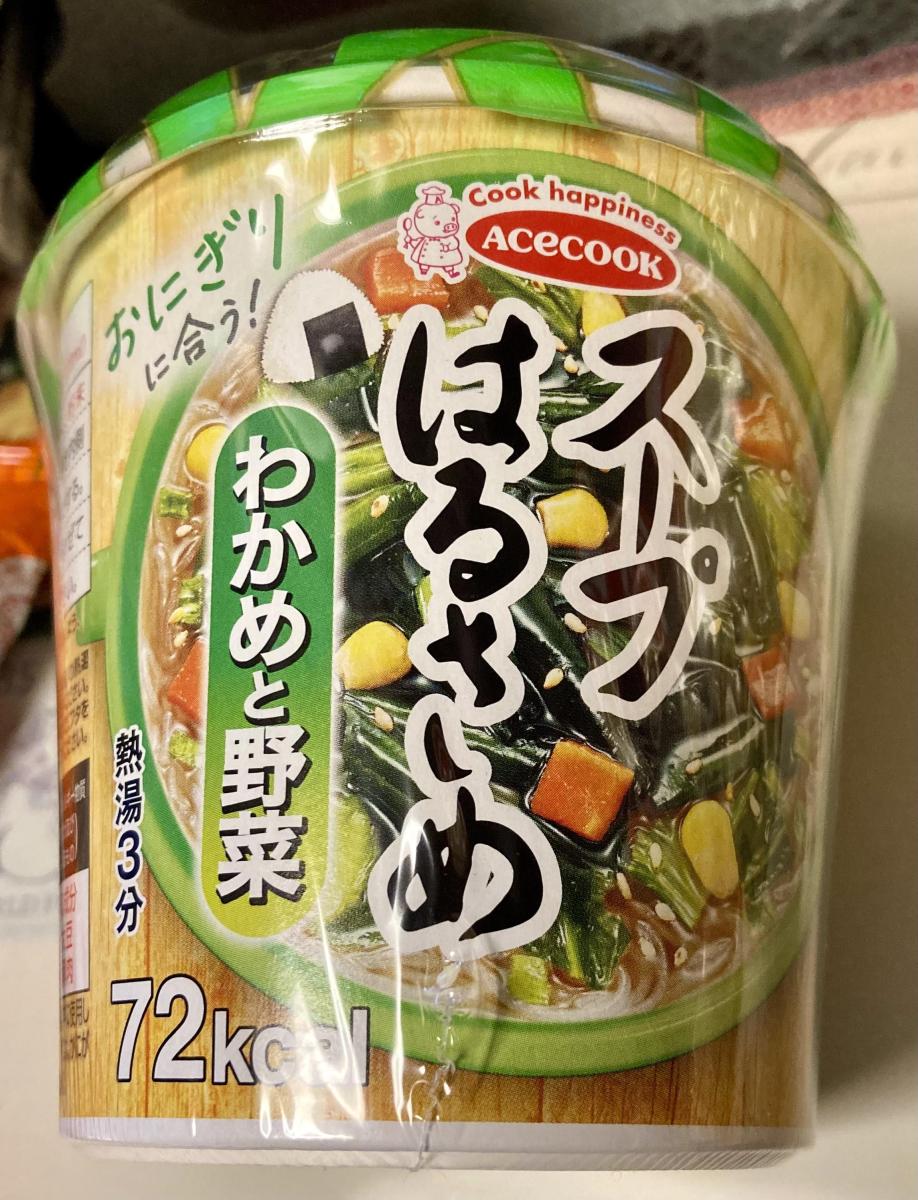 Cook happiness
ACECOOK
おにぎり
に合う!
スープ
はるさめ
わかめと野菜
熱湯3分
72kcal